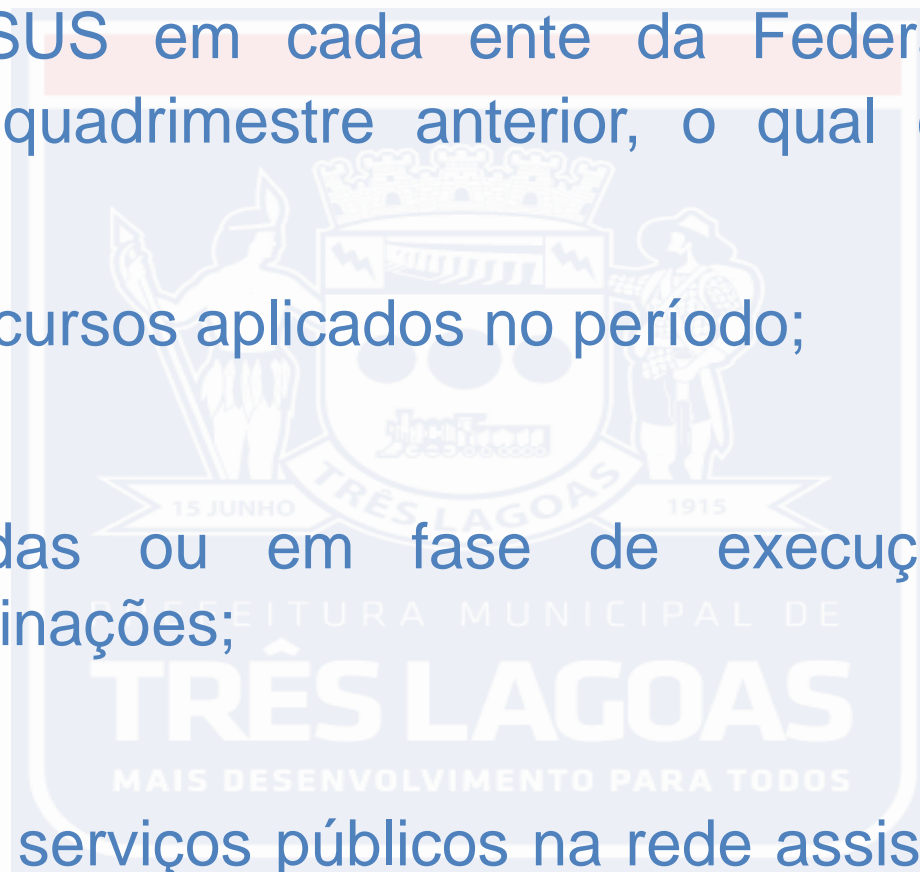 SUS em cada ente da Feder
quadrimestre anterior, o qual
cursos aplicados no período;
15 JUNHO
TRÊS LAGOAS
1915
das ou em fase de execuç
PREFEITURA MUNICIPAL DE
inações;
TRÊS LAGOAS
MAIS DESENVOLVIMENTO PARA TODOS
serviços públicos na rede assis